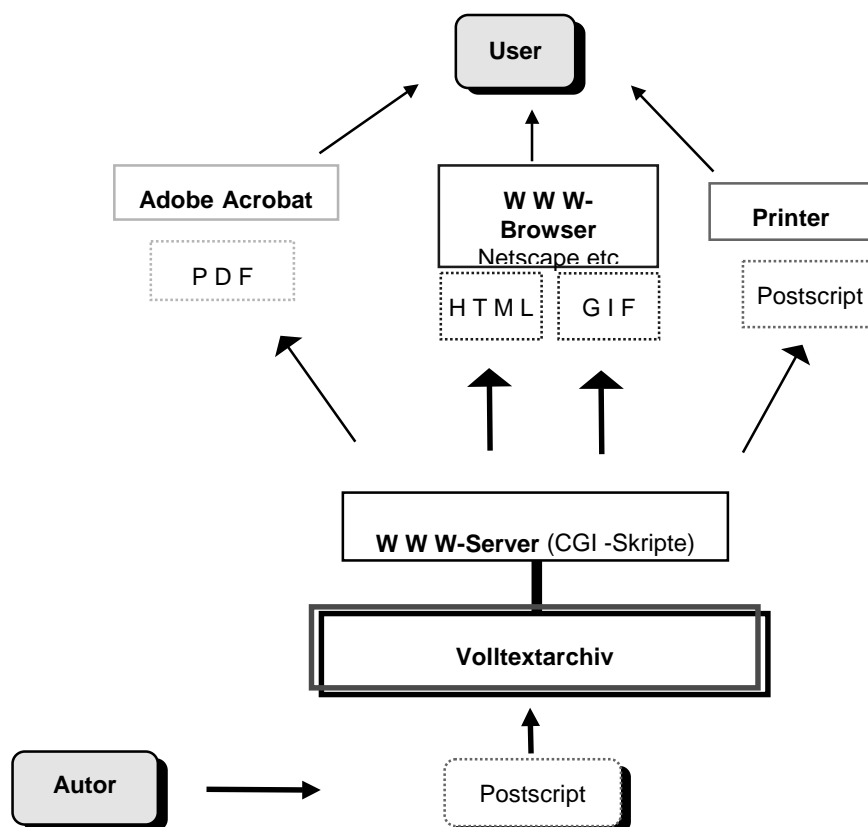 User
Adobe Acrobat
W W W-
Browser
Netscape etc
Printer
P D F
H T M L
G I F
Postscript
W W W-Server (CGI -Skripte)
Volltextarchiv
Autor
Postscript